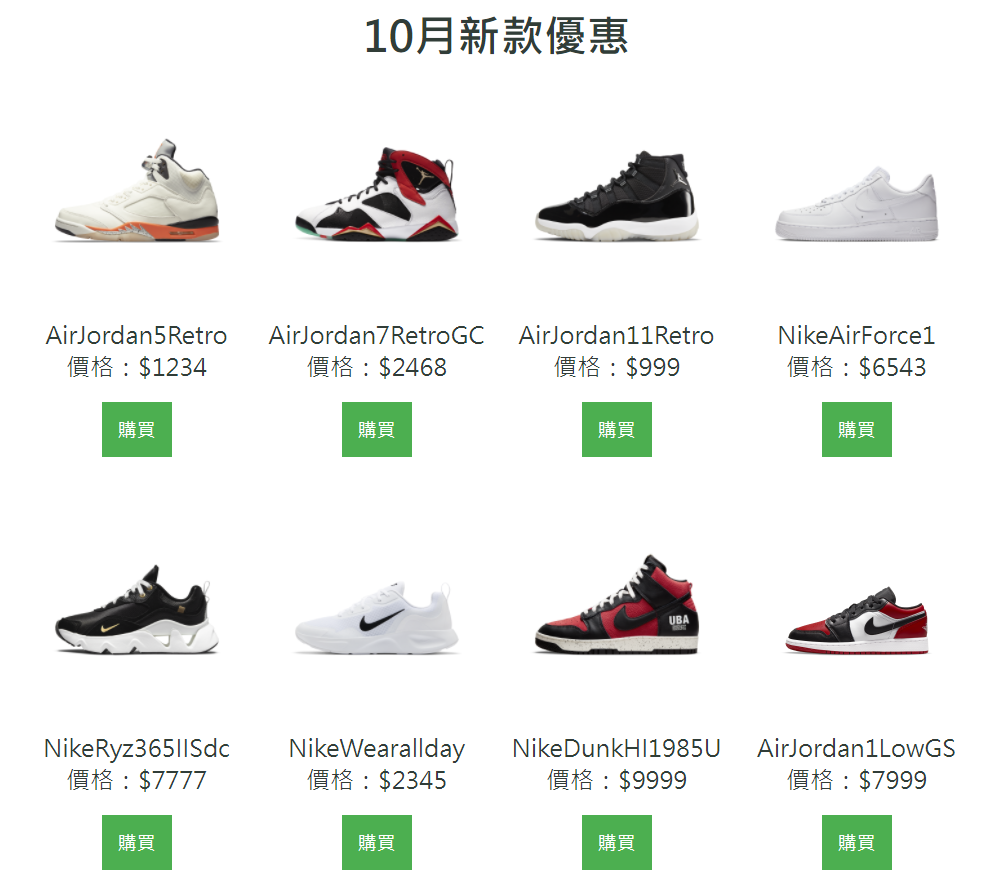 10月新款優惠
AirJordan5Retro
價格：$1234
購買
AirJordan7RetroGC
價格：$2468
購買
AirJordan11Retro
價格：$999
購買
NikeAirForce1
價格：$6543
購買
UBA
NikeRyz365IISdc
價格：$7777
購買
NikeWearallday
價格：$2345
購買
NikeDunkHI1985U
價格：$9999
購買
AirJordan1LowGS
價格：$7999
購買